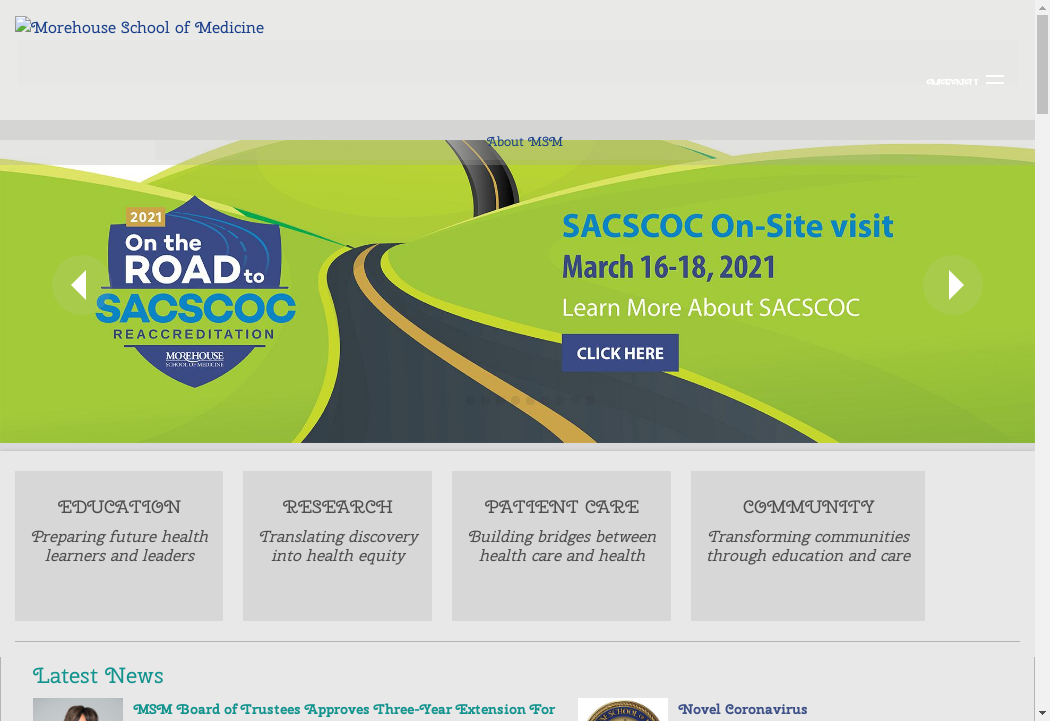 Morehouse School of Medicine
About MSM
2021
On the
ROAD to
SACSCOC
REACCREDITATION
MOREHOUSE
SCHOOL OF MEDICINE
SACSCOC On-Site visit
March 16-18, 2021
Learn More About SACSCOC
CLICK HERE
EDUCATION
Preparing future health
learners and leaders
RESEARCH
Translating discovery
into health equity
PATIENT CARE
Building bridges between
health care and health
COMMUNITY
Transforming communities
through education and care
Latest News
MSM Board of Trustees Approves Three-Year Extension For
Novel Coronavirus